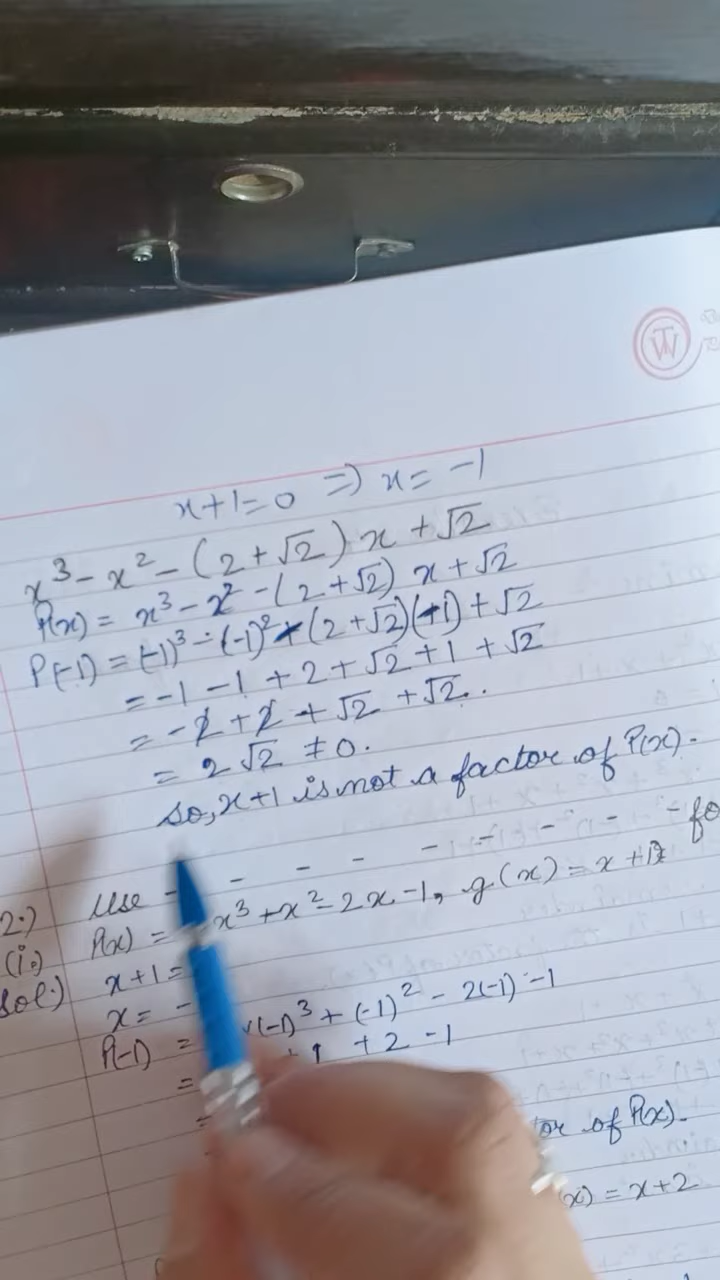 x+1=0 ⇒ x= -1
x³ - x² - (2+√2) x + √2
P(x) = x³ - x² - (2+√2) x + √2
P(-1) = (-1)³ - (-1)² - (2+√2)(-1) + √2
= -1 -1 + 2 + √2 + 1 + √2
= -2 + 2 + √2 + √2.
= 2√2 ≠ 0.
so, x+1 is not a factor of P(x).
2.) Use - - - - - - - -
(i.) P(x) = x³ + x² - 2x - 1, g(x) = x + 1
Sol.) x+1 =
x = -
P(-1) = (-1)³ + (-1)² - 2(-1) - 1
= + 2 - 1
=
of P(x).
(x) = x+2